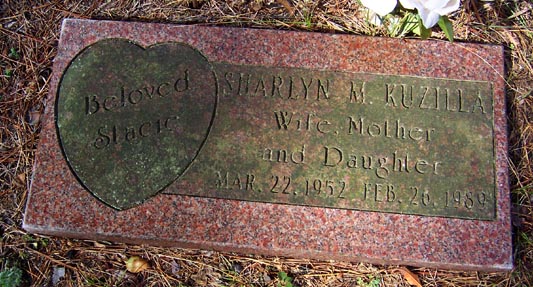 Beloved
Stacie
SHARLYN M. KUZILLA
Wife, Mother
and Daughter
MAR. 22, 1952 FEB. 26, 1989